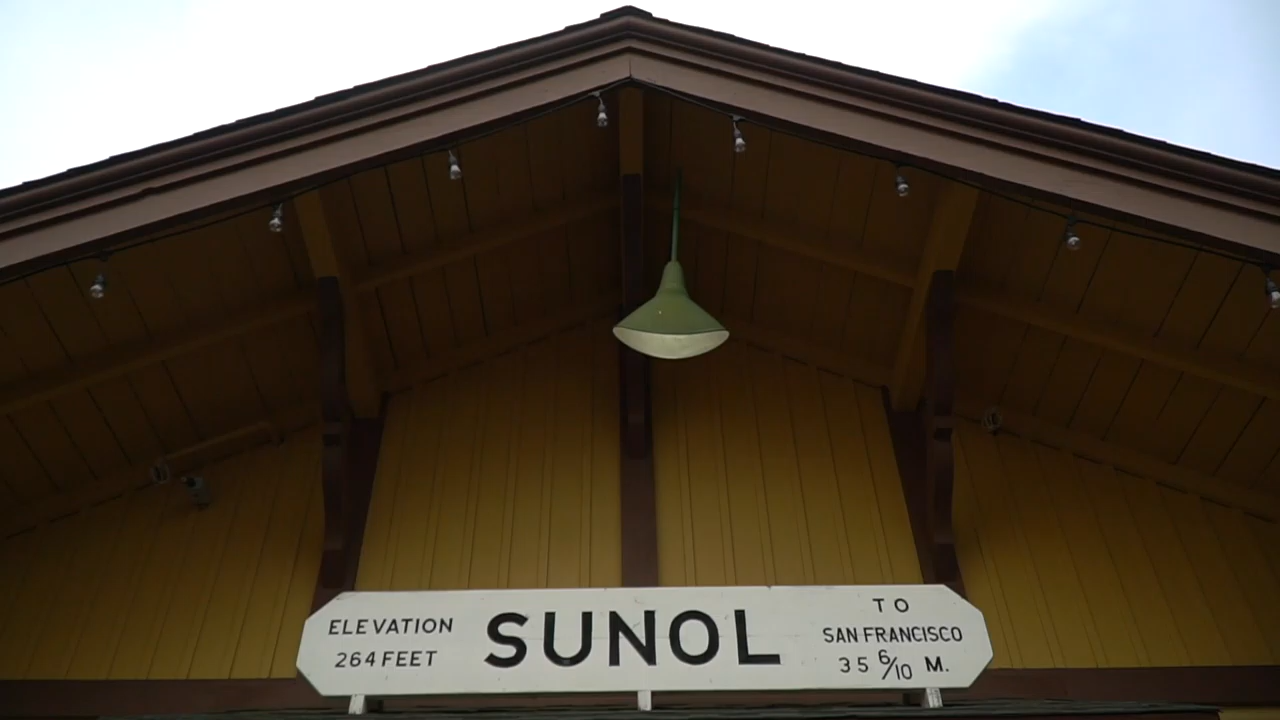 ELEVATION
264 FEET
SUNOL
TO
SAN FRANCISCO
35 6/10 M.